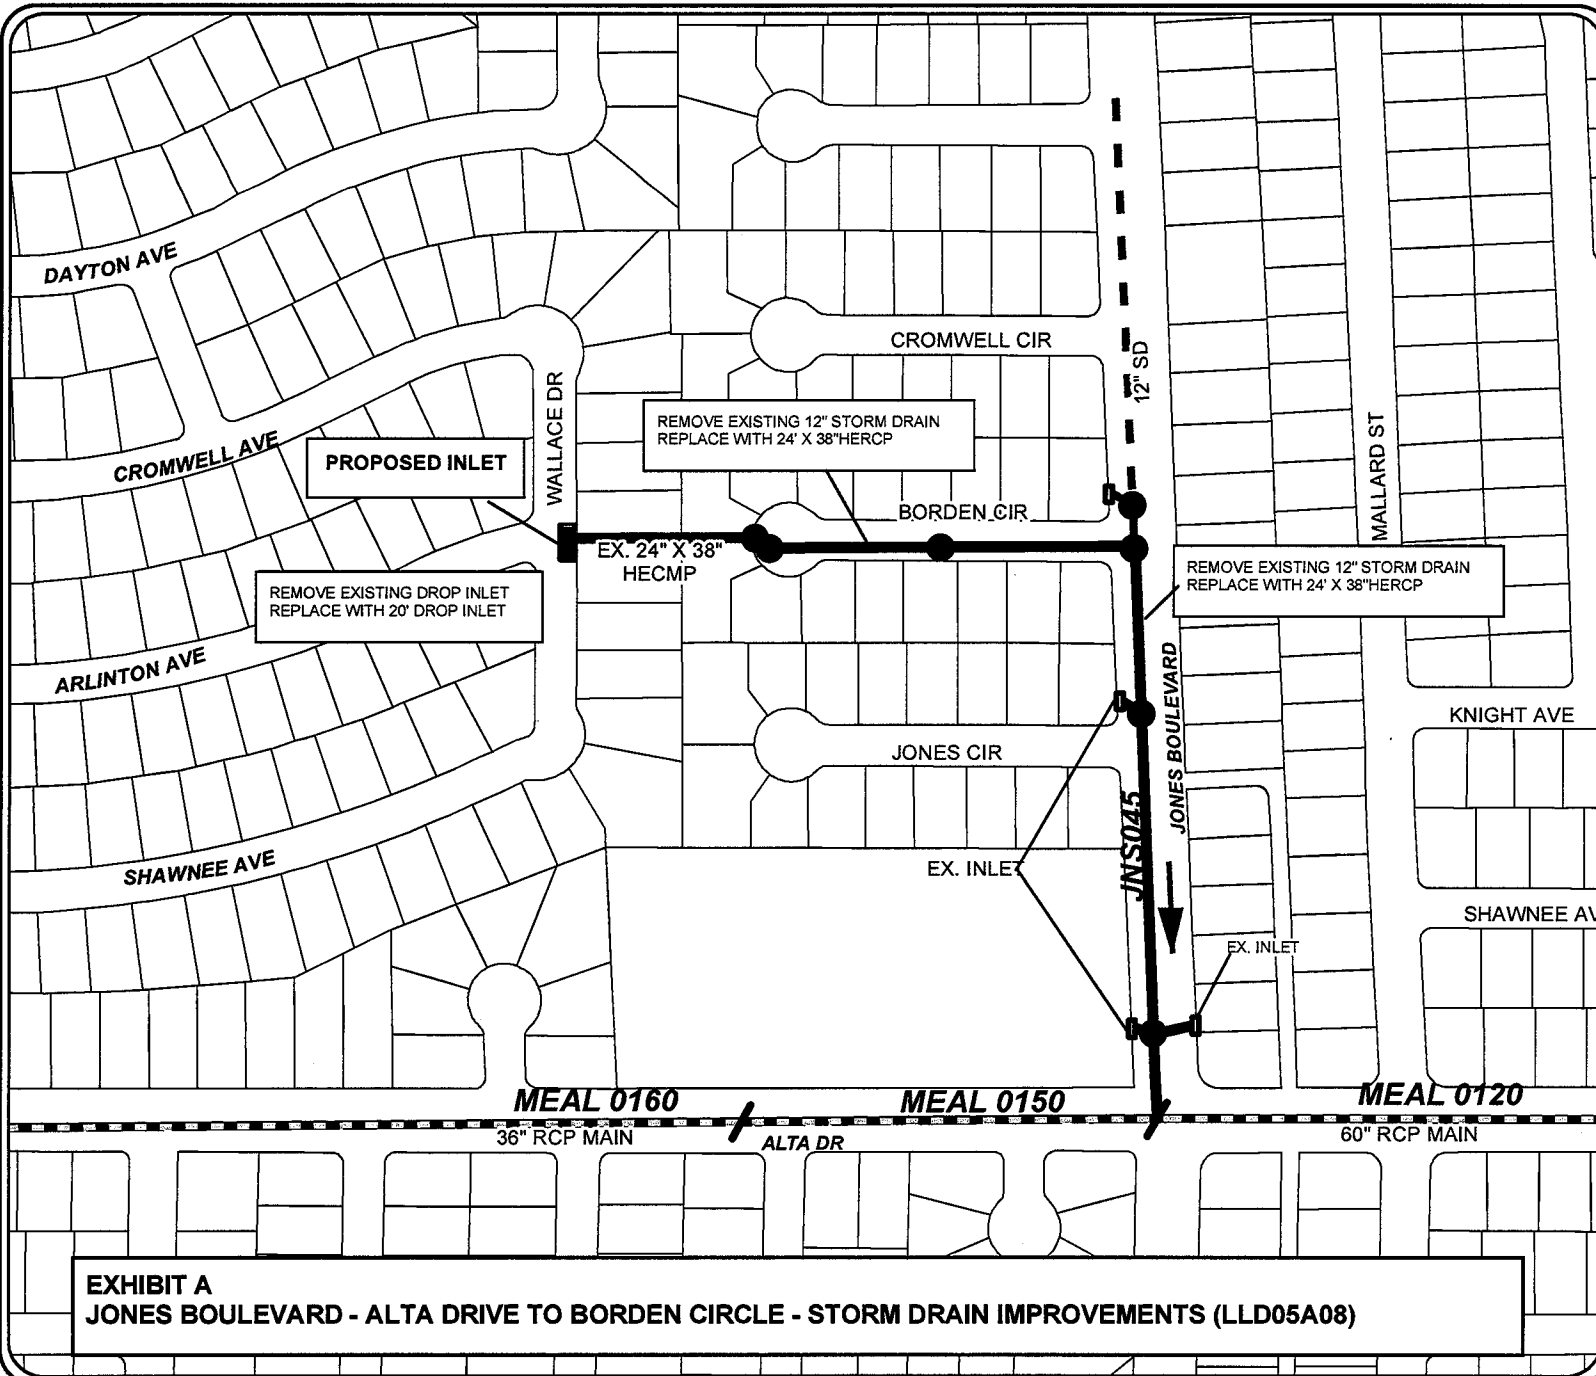 DAYTON AVE
CROMWELL CIR
12" SD
WALLACE DR
REMOVE EXISTING 12" STORM DRAIN
REPLACE WITH 24' X 38"HERCP
MALLARD ST
CROMWELL AVE
PROPOSED INLET
BORDEN CIR
EX. 24" X 38"
HECMP
REMOVE EXISTING 12" STORM DRAIN
REPLACE WITH 24' X 38"HERCP
REMOVE EXISTING DROP INLET
REPLACE WITH 20' DROP INLET
ARLINTON AVE
JONES BOULEVARD
KNIGHT AVE
JONES CIR
JNS045
SHAWNEE AVE
EX. INLET
SHAWNEE AV
EX. INLET
MEAL 0160
MEAL 0150
MEAL 0120
36" RCP MAIN
ALTA DR
60" RCP MAIN
EXHIBIT A
JONES BOULEVARD - ALTA DRIVE TO BORDEN CIRCLE - STORM DRAIN IMPROVEMENTS (LLD05A08)